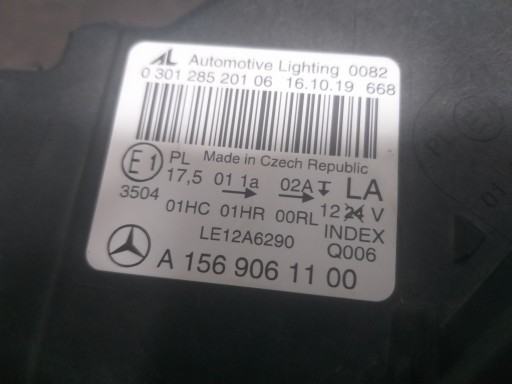 AL Automotive Lighting 0082
0 301 285 201 06 16.10.19 668
E1 PL Made in Czech Republic
17,5 01 1a 02A LA
3504
01HC 01HR 00RL 12 24 V
LE12A6290 INDEX
Q006
A 156 906 11 00